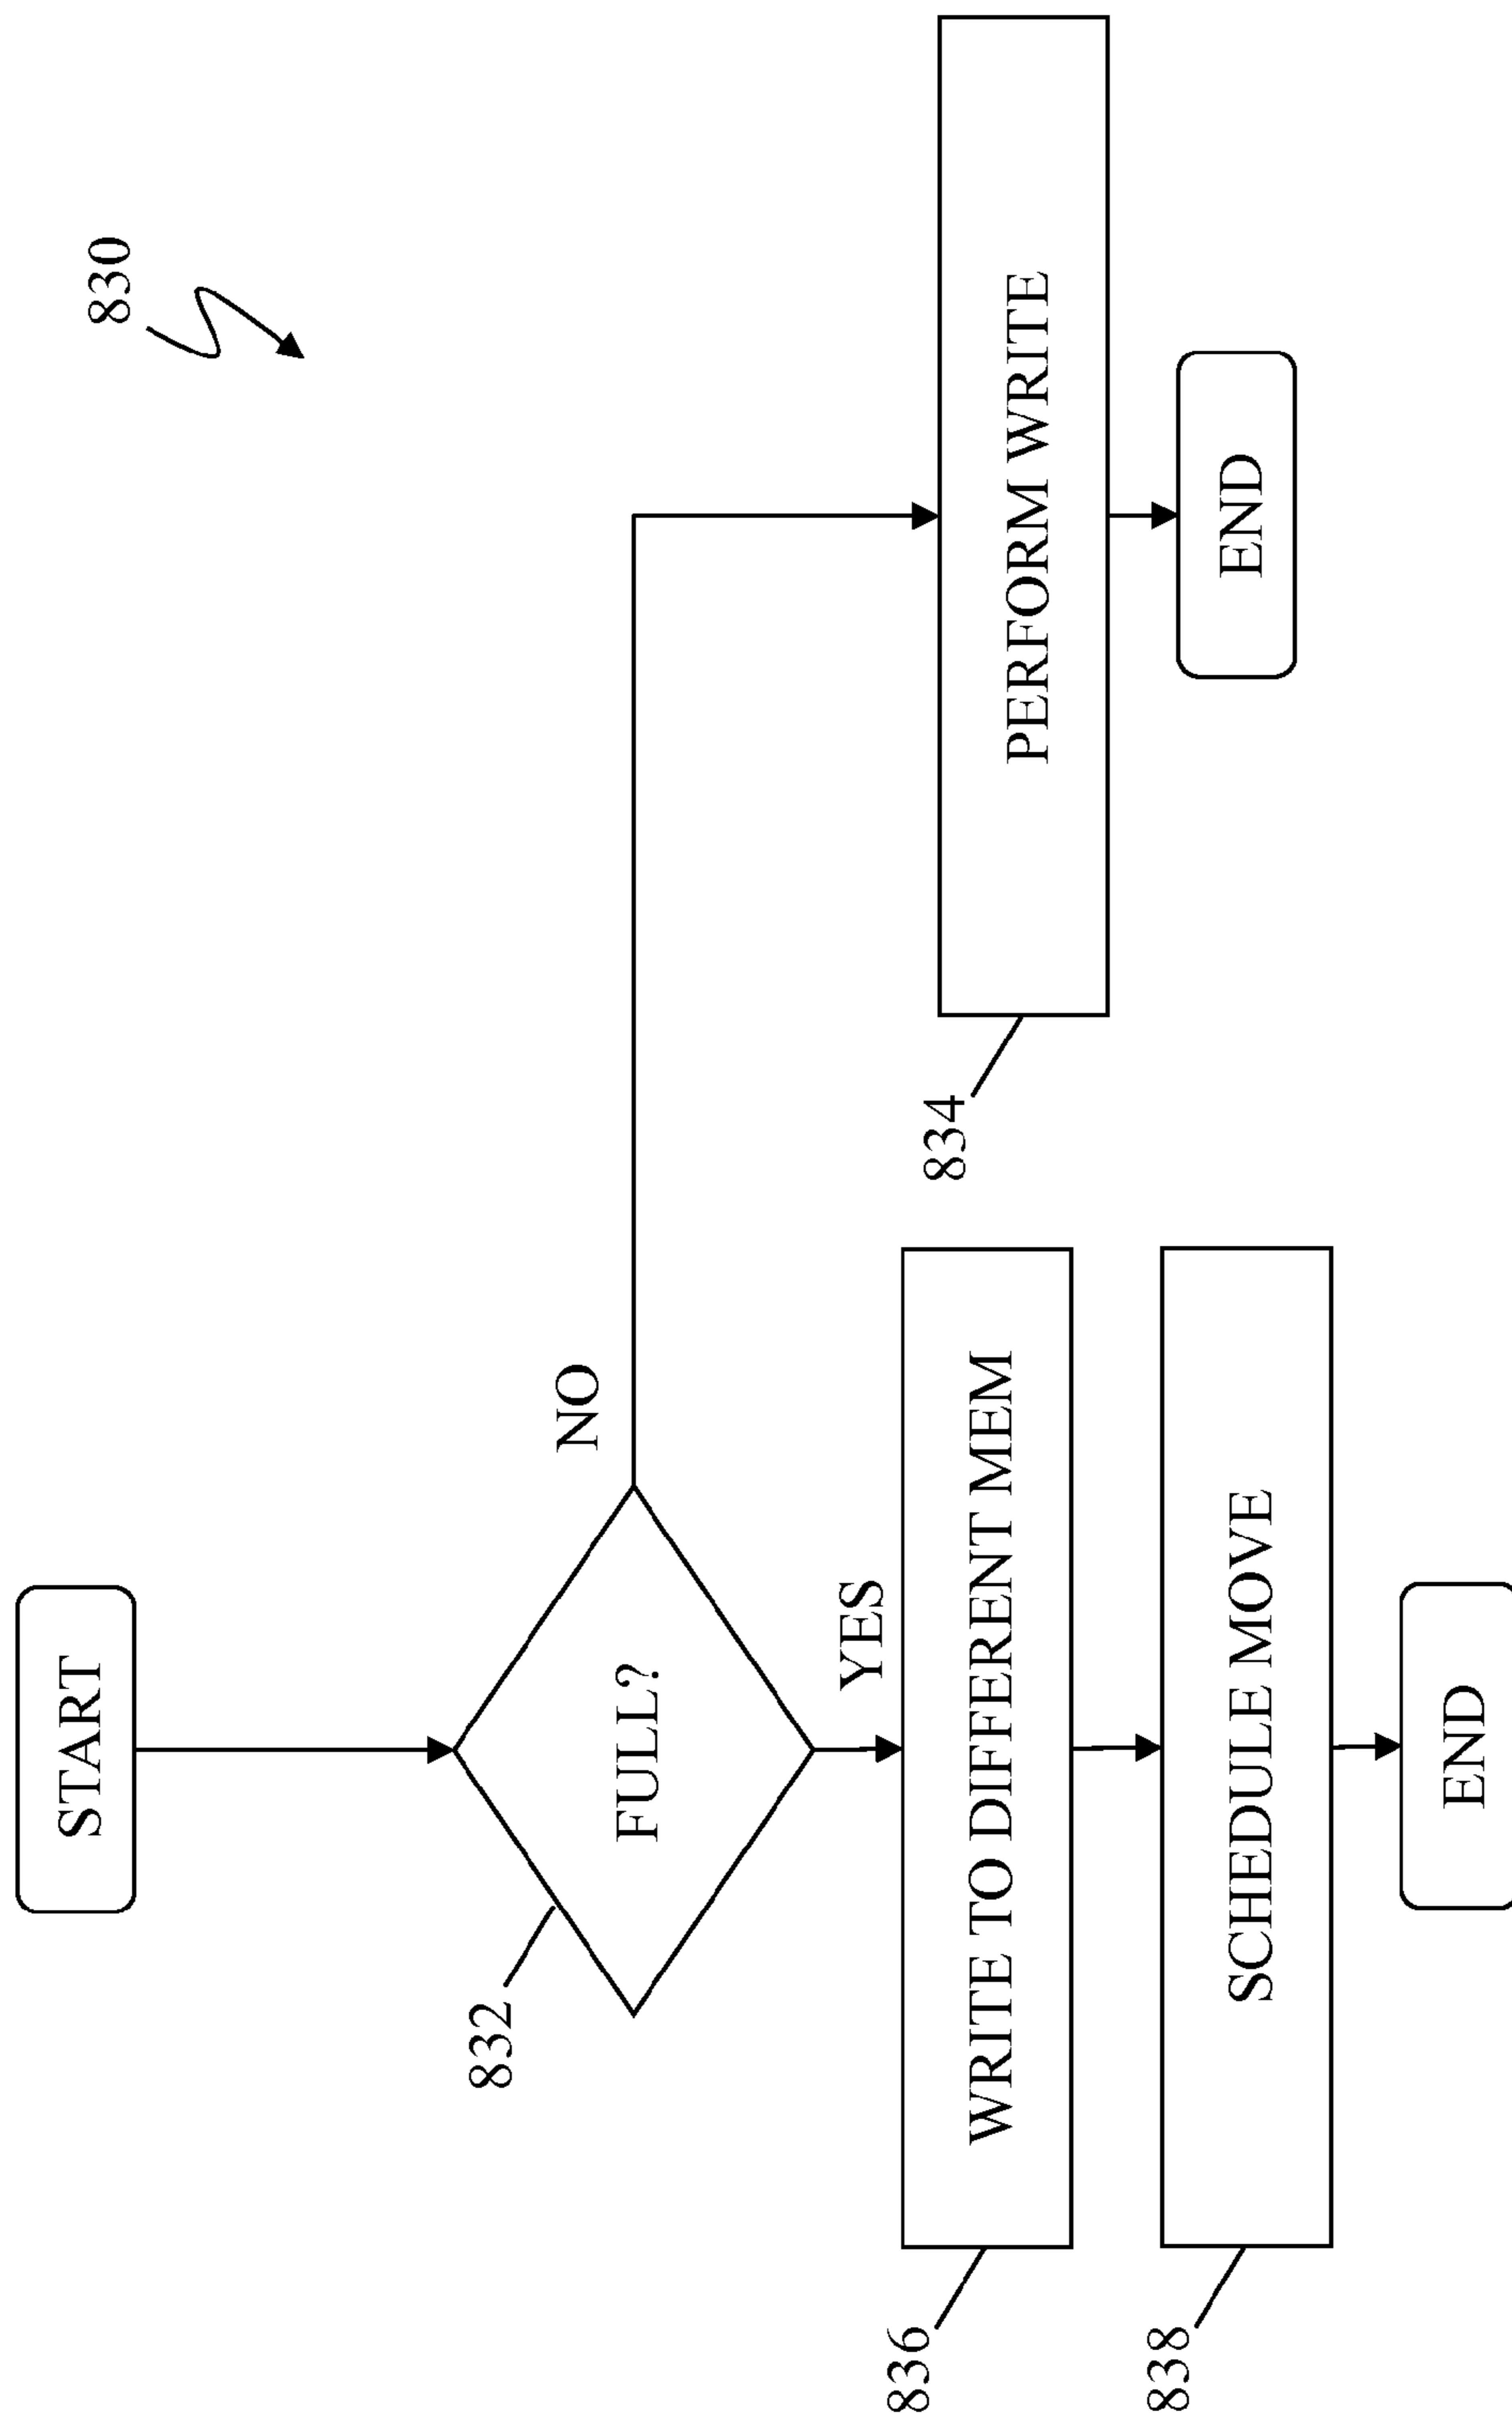 830
START
832
FULL?
NO
YES
836
WRITE TO DIFFERENT MEM
834
PERFORM WRITE
838
SCHEDULE MOVE
END
END